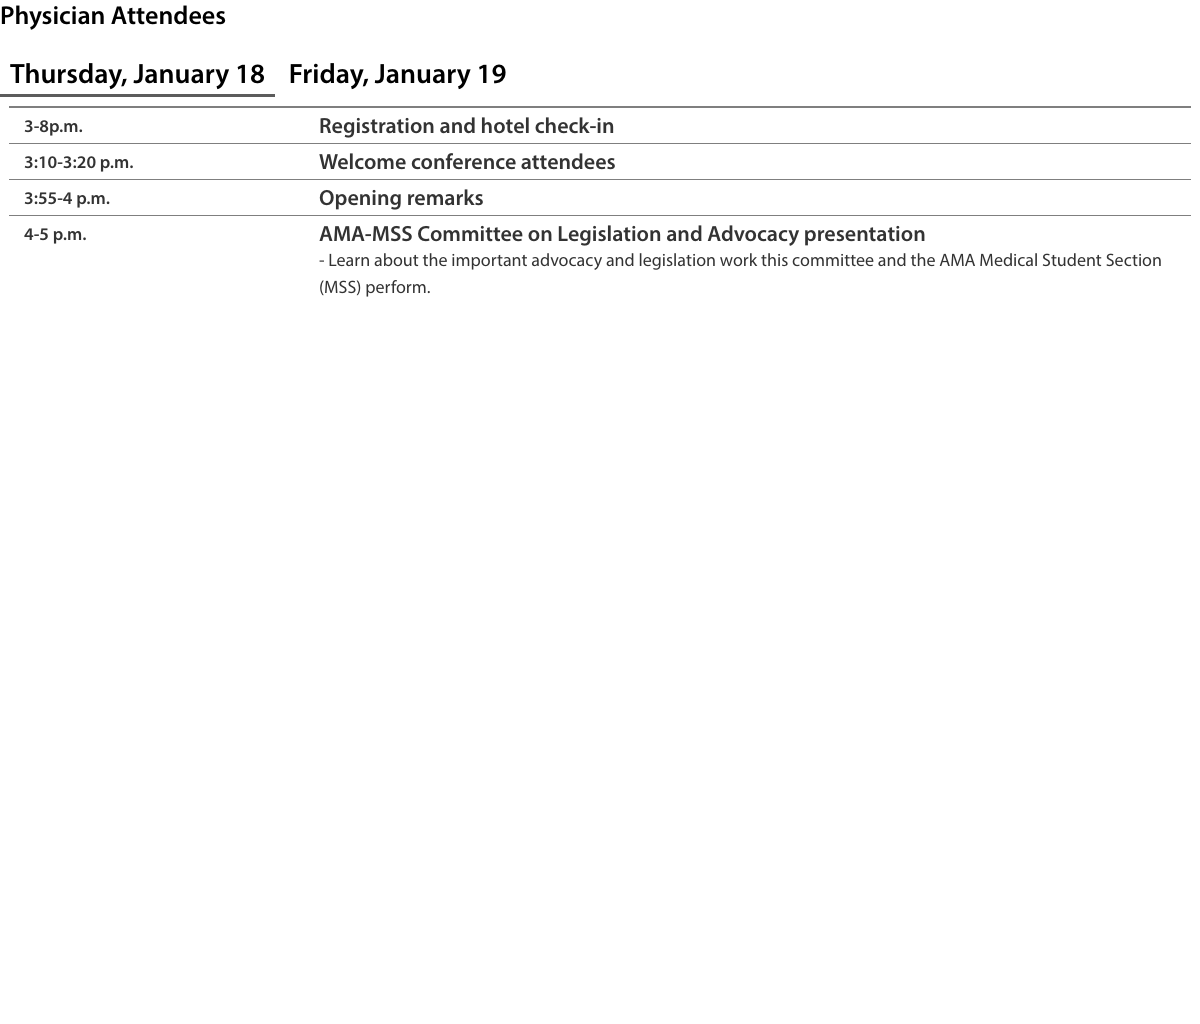 Physician Attendees
Thursday, January 18 Friday, January 19
3-8p.m. Registration and hotel check-in
3:10-3:20 p.m. Welcome conference attendees
3:55-4 p.m. Opening remarks
4-5 p.m. AMA-MSS Committee on Legislation and Advocacy presentation
- Learn about the important advocacy and legislation work this committee and the AMA Medical Student Section
(MSS) perform.